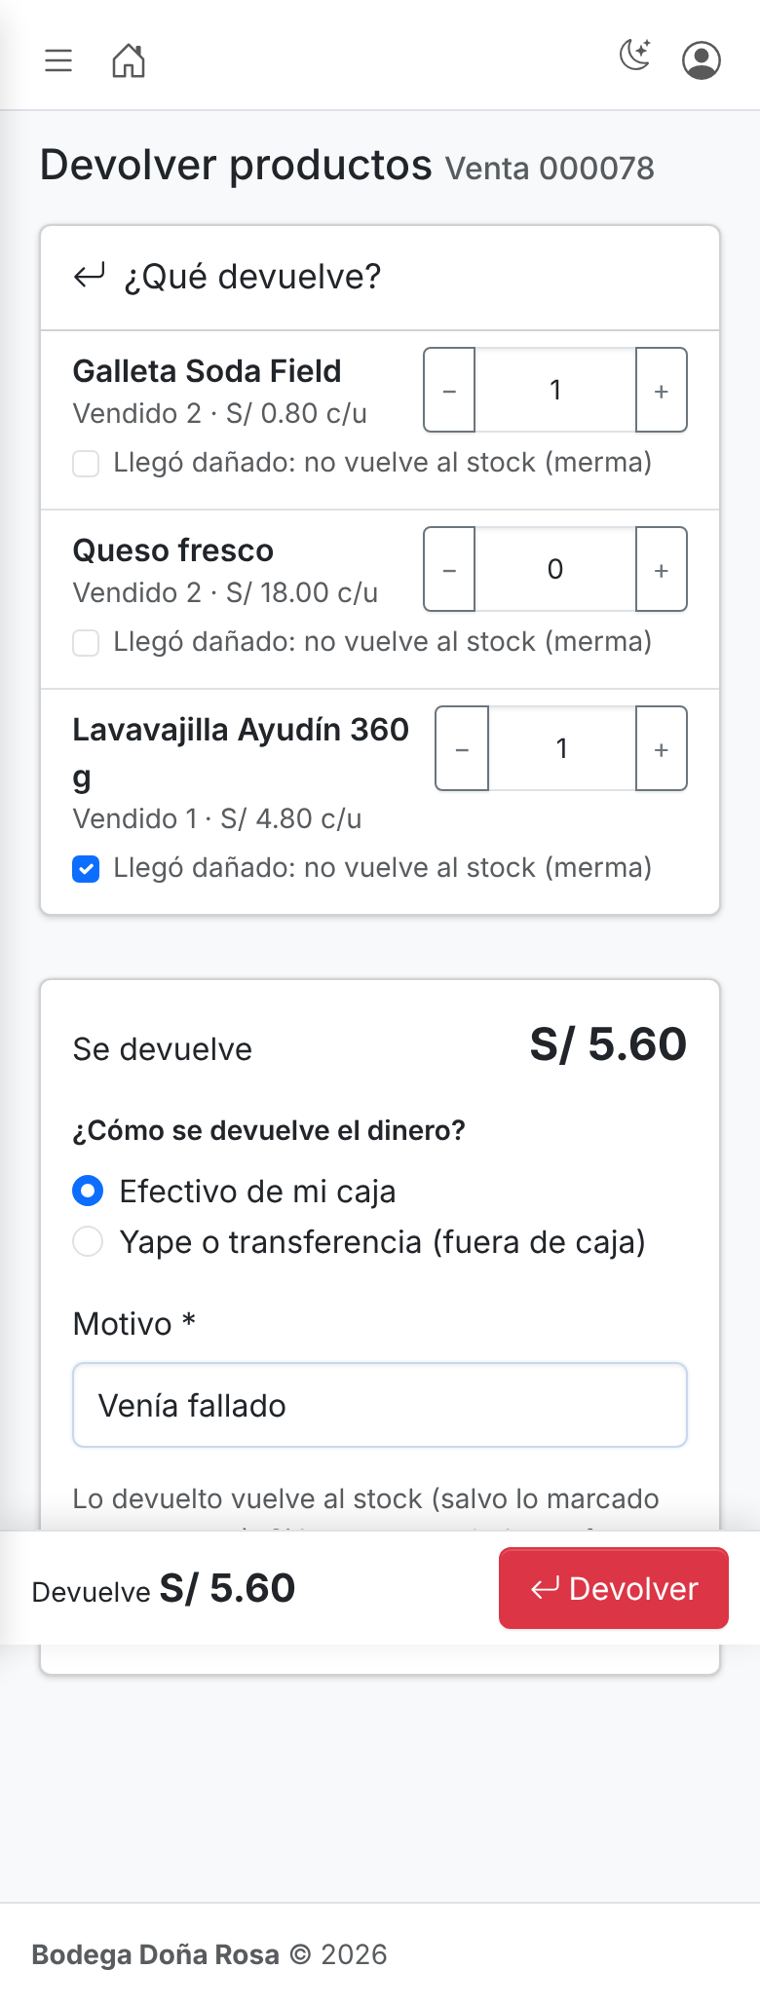 Devolver productos Venta 000078
¿Qué devuelve?
Galleta Soda Field
Vendido 2 · S/ 0.80 c/u
− 1 +
Llegó dañado: no vuelve al stock (merma)
Queso fresco
Vendido 2 · S/ 18.00 c/u
− 0 +
Llegó dañado: no vuelve al stock (merma)
Lavavajilla Ayudín 360
g
Vendido 1 · S/ 4.80 c/u
− 1 +
Llegó dañado: no vuelve al stock (merma)
Se devuelve S/ 5.60
¿Cómo se devuelve el dinero?
Efectivo de mi caja
Yape o transferencia (fuera de caja)
Motivo *
Venía fallado
Lo devuelto vuelve al stock (salvo lo marcado
Devuelve S/ 5.60 Devolver
Bodega Doña Rosa © 2026